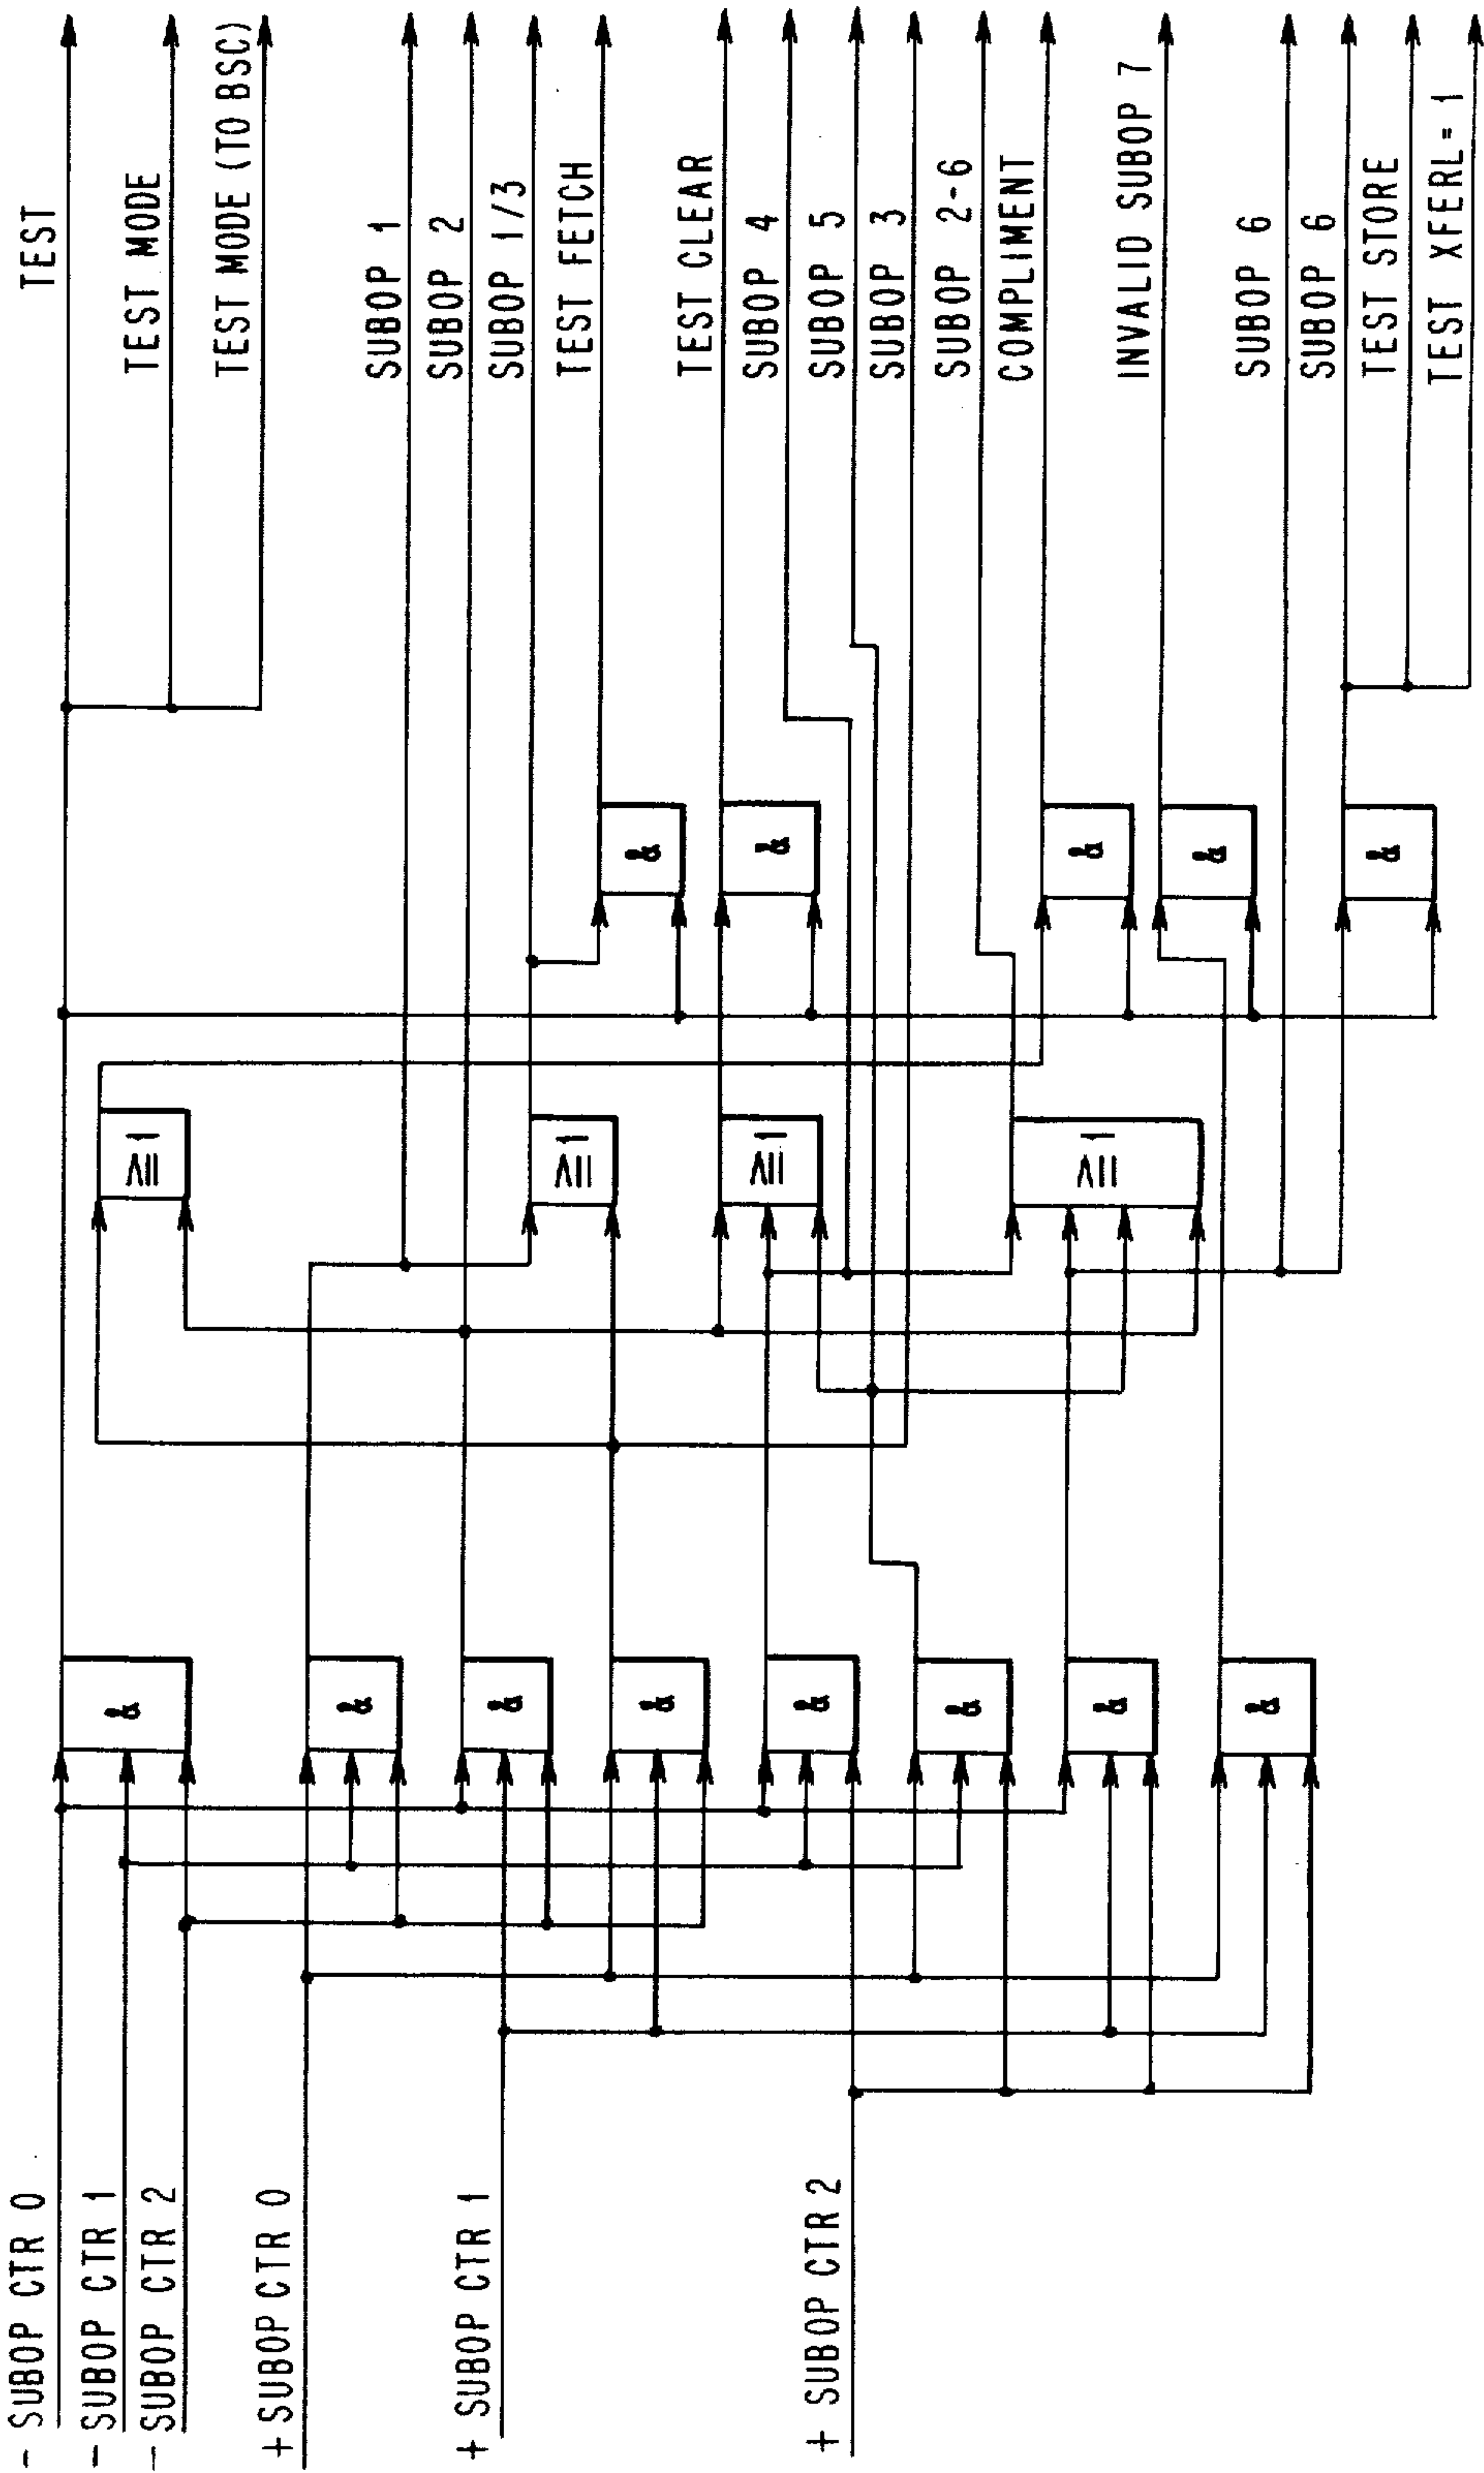 - SUBOP CTR 0
- SUBOP CTR 1
- SUBOP CTR 2
+ SUBOP CTR 0
+ SUBOP CTR 1
+ SUBOP CTR 2
&
&
&
&
&
&
&
&
≥1
≥1
≥1
≥1
&
&
&
&
&
TEST
TEST MODE
TEST MODE (TO BSC)
SUBOP 1
SUBOP 2
SUBOP 1/3
TEST FETCH
TEST CLEAR
SUBOP 4
SUBOP 5
SUBOP 3
SUBOP 2-6
COMPLIMENT
INVALID SUBOP 7
SUBOP 6
SUBOP 6
TEST STORE
TEST XFERL = 1